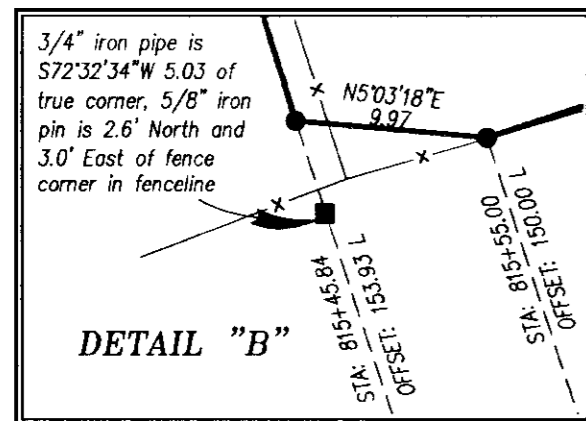 3/4" iron pipe is
S72°32'34"W 5.03 of
true corner, 5/8" iron
pin is 2.6' North and
3.0' East of fence
corner in fenceline
N5°03'18"E
9.97
STA: 815+45.84
OFFSET: 153.93 L
STA: 815+55.00
OFFSET: 150.00 L
DETAIL "B"